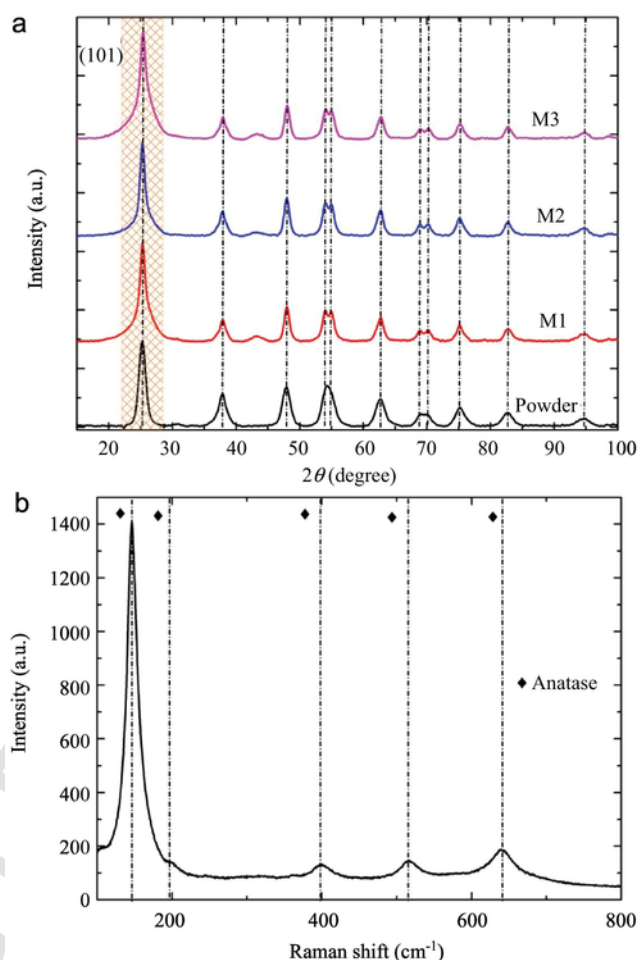 a
(101)
M3
M2
M1
Powder
Intensity (a.u.)
20 30 40 50 60 70 80 90 100
2θ (degree)
b
1400
1200
1000
800
600
400
200
0
◆ Anatase
Intensity (a.u.)
200 400 600 800
Raman shift (cm⁻¹)